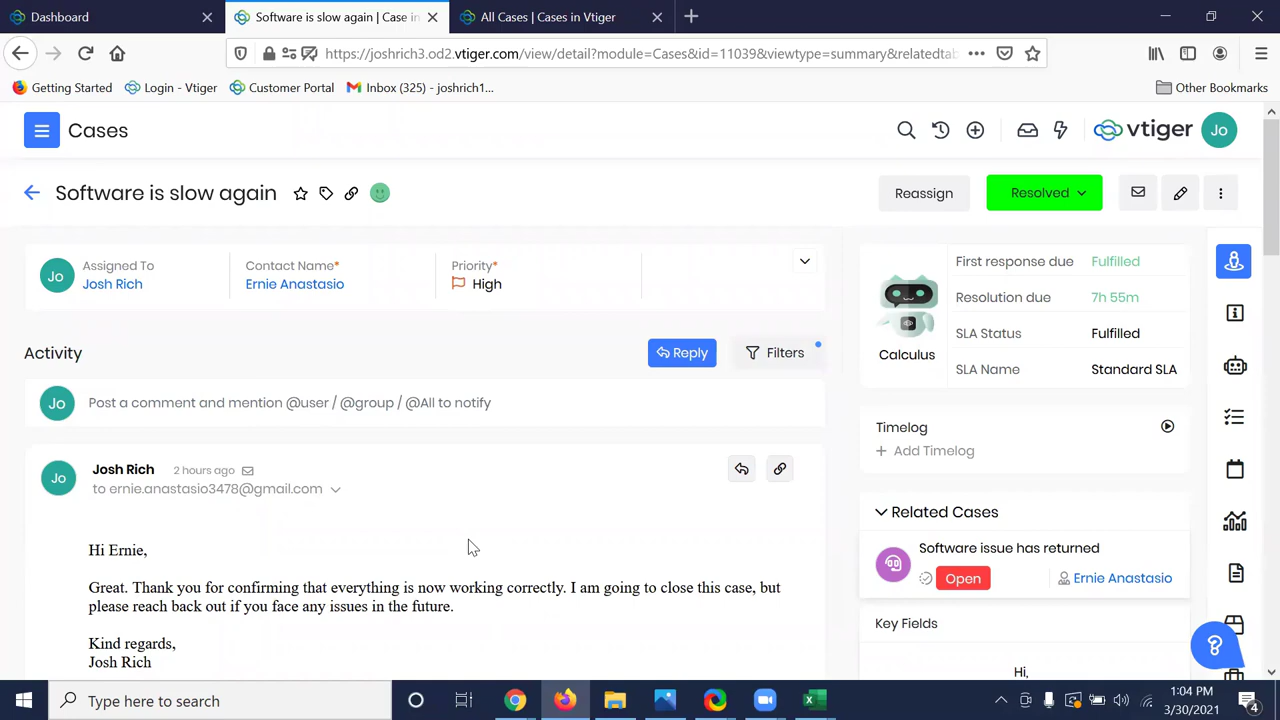 Dashboard
Software is slow again | Case in
All Cases | Cases in Vtiger
https://joshrich3.od2.vtiger.com/view/detail?module=Cases&id=11039&viewtype=summary&relatedtab
Getting Started
Login - Vtiger
Customer Portal
Inbox (325) - joshrich1...
Other Bookmarks
Cases
vtiger
Jo
Software is slow again
Reassign
Resolved
Jo
Assigned To
Josh Rich
Contact Name*
Ernie Anastasio
Priority*
High
Activity
Reply
Filters
Jo
Post a comment and mention @user / @group / @All to notify
Jo
Josh Rich
2 hours ago
to ernie.anastasio3478@gmail.com
Hi Ernie,
Great. Thank you for confirming that everything is now working correctly. I am going to close this case, but
please reach back out if you face any issues in the future.
Kind regards,
Josh Rich
Calculus
First response due Fulfilled
Resolution due 7h 55m
SLA Status Fulfilled
SLA Name Standard SLA
Timelog
+ Add Timelog
Related Cases
Software issue has returned
Open
Ernie Anastasio
Key Fields
Hi,
?
Type here to search
1:04 PM
3/30/2021
4